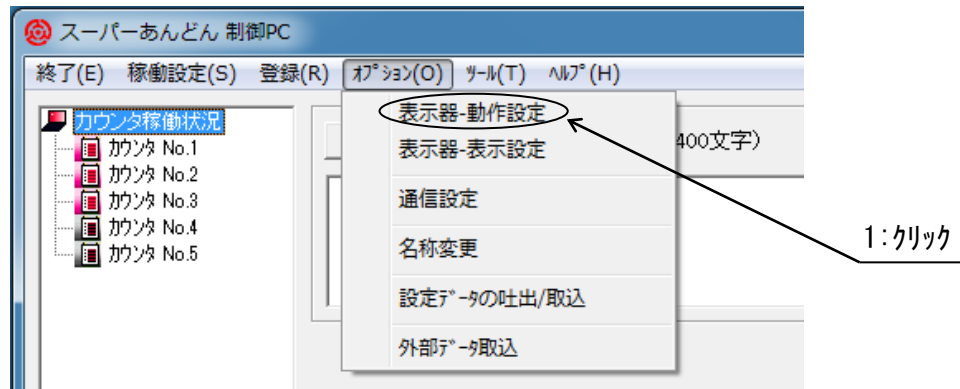 スーパーあんどん 制御PC
終了(E) 稼働設定(S) 登録(R) ｵﾌﾟｼｮﾝ(O) ﾂｰﾙ(T) ﾍﾙﾌﾟ(H)
カウンタ稼働状況
カウンタ No.1
カウンタ No.2
カウンタ No.3
カウンタ No.4
カウンタ No.5
表示器-動作設定
表示器-表示設定
通信設定
名称変更
設定ﾃﾞｰﾀの吐出/取込
外部ﾃﾞｰﾀ取込
400文字)
1:ｸﾘｯｸ